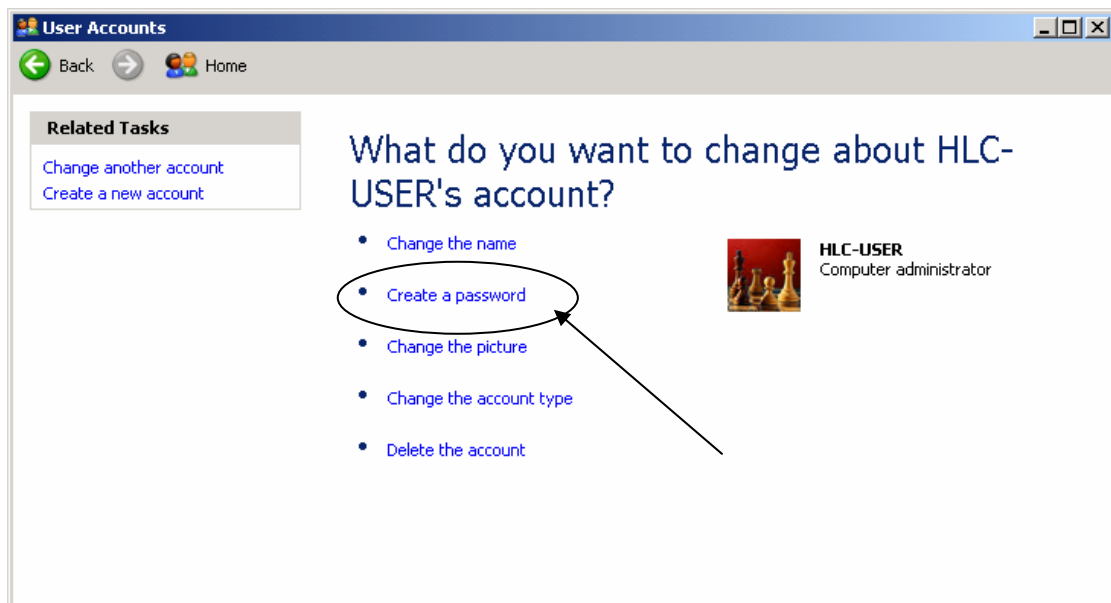 User Accounts
Back
Home
Related Tasks
Change another account
Create a new account
What do you want to change about HLC-
USER's account?
Change the name
Create a password
Change the picture
Change the account type
Delete the account
HLC-USER
Computer administrator